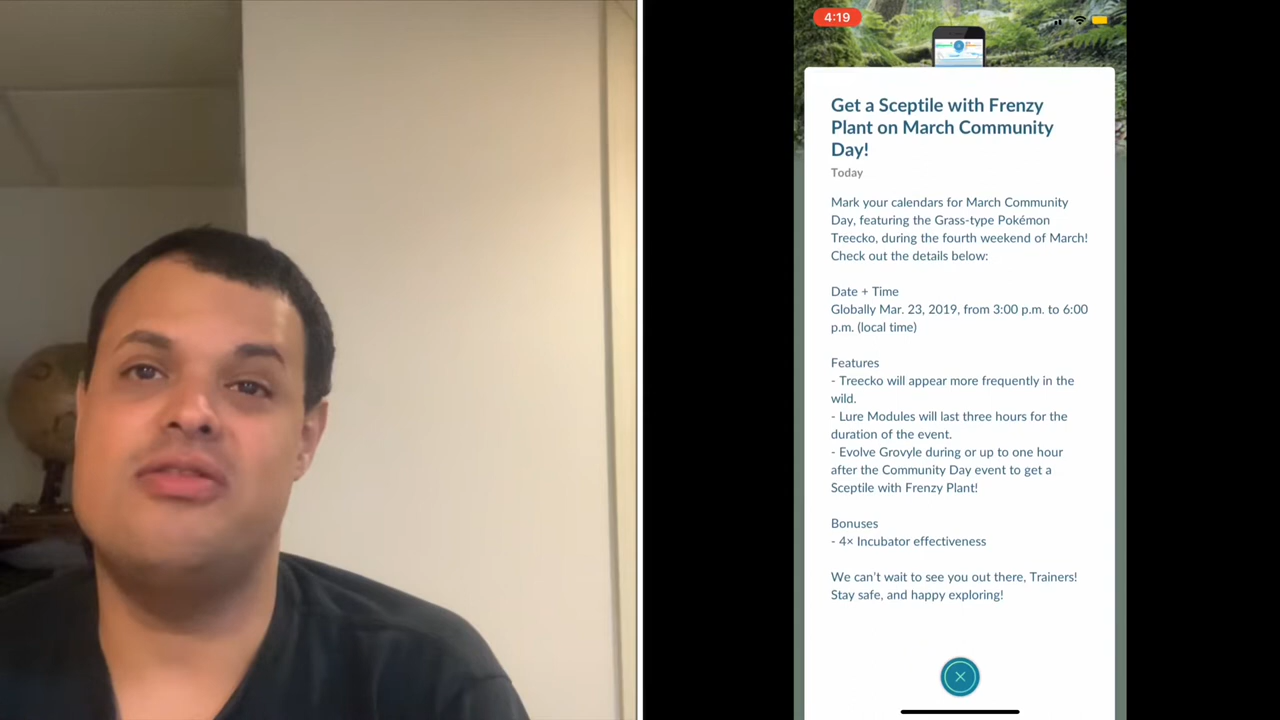 4:19
Get a Sceptile with Frenzy
Plant on March Community
Day!
Today
Mark your calendars for March Community
Day, featuring the Grass-type Pokémon
Treecko, during the fourth weekend of March!
Check out the details below:
Date + Time
Globally Mar. 23, 2019, from 3:00 p.m. to 6:00
p.m. (local time)
Features
- Treecko will appear more frequently in the
wild.
- Lure Modules will last three hours for the
duration of the event.
- Evolve Grovyle during or up to one hour
after the Community Day event to get a
Sceptile with Frenzy Plant!
Bonuses
- 4× Incubator effectiveness
We can't wait to see you out there, Trainers!
Stay safe, and happy exploring!